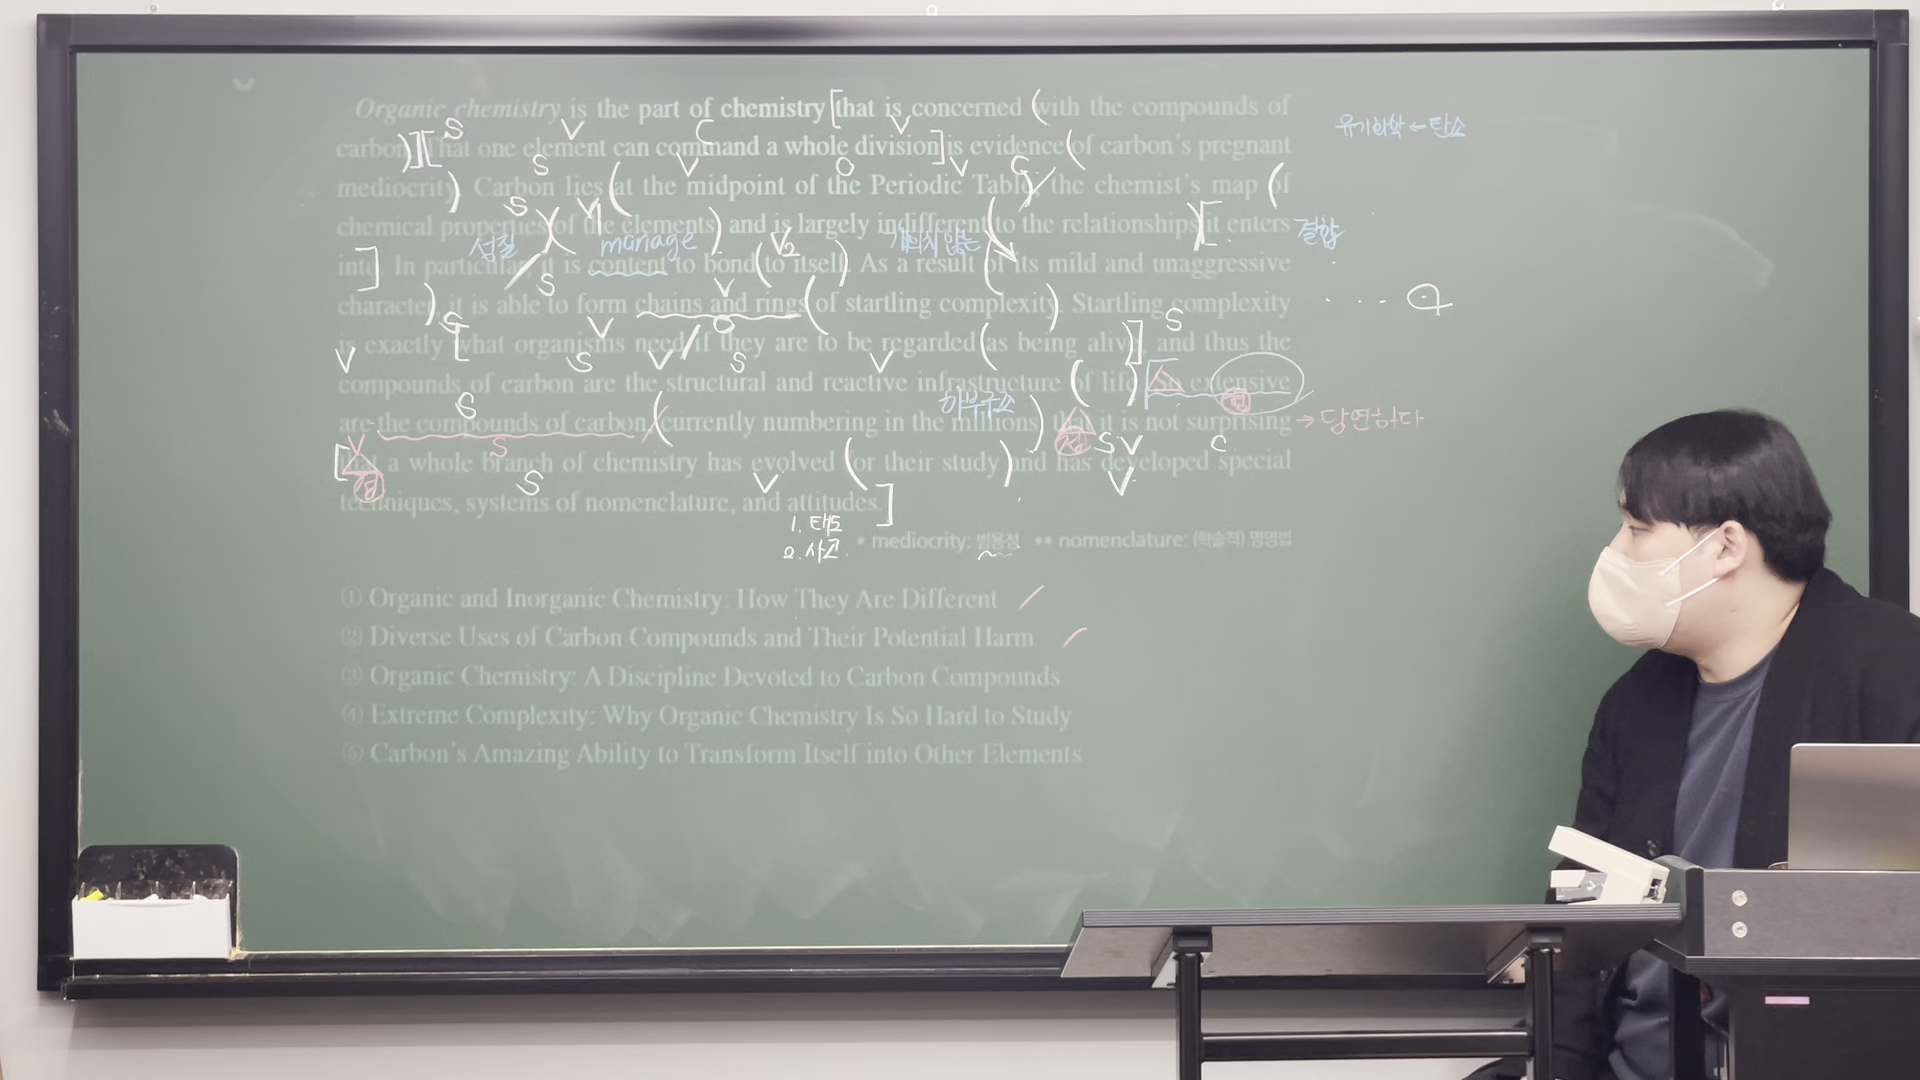 Organic chemistry is the part of chemistry [that is concerned (with the compounds of
유기화학 ← 탄소
carbon)][That one element can command a whole division] is evidence of (carbon's pregnant
S V C V
S V O V C
mediocrity). Carbon lies (at the midpoint of the Periodic Table, the chemist's map (of
S V1
chemical properties of the elements) and is largely indifferent to the relationships [it enters
성질 manage V2 개의치 않는 결합
into]. In particular, it is content to bond (to itself). As a result (of its mild and unaggressive
S V
character), it is able to form chains and rings (of startling complexity). Startling complexity
S V O S
is exactly [what organisms need if they are to be regarded (as being alive)], and thus the
V C S V S V
compounds of carbon are the structural and reactive infrastructure (of life). So extensive
S 하부구조
are the compounds of carbon (currently numbering in the millions) that it is not surprising → 당연하다
V S S V C
[that a whole branch of chemistry has evolved (for their study) and has developed special
S V V
techniques, systems of nomenclature, and attitudes.]
1. 태도
2. 사고
* mediocrity: 범용성 ** nomenclature: (학술적) 명명법
① Organic and Inorganic Chemistry: How They Are Different
② Diverse Uses of Carbon Compounds and Their Potential Harm
③ Organic Chemistry: A Discipline Devoted to Carbon Compounds
④ Extreme Complexity: Why Organic Chemistry Is So Hard to Study
⑤ Carbon's Amazing Ability to Transform Itself into Other Elements